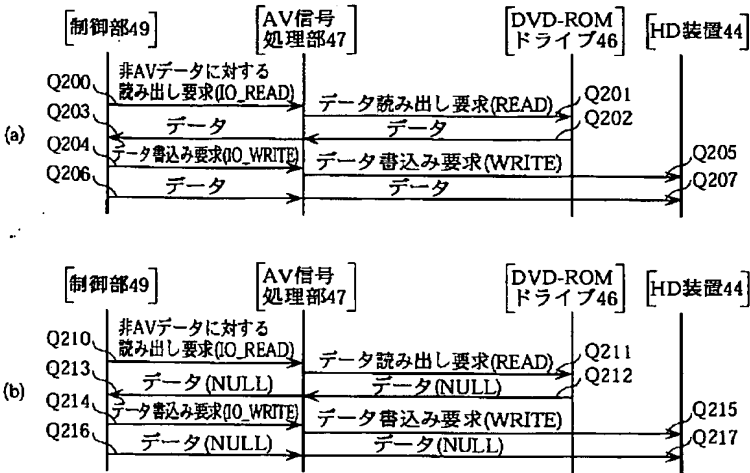 (a)
[制御部49]
[AV信号
処理部47]
[DVD-ROM
ドライブ46]
[HD装置44]
Q200
非AVデータに対する
読み出し要求(IO_READ)
データ読み出し要求(READ)
Q201
Q203
データ
データ
Q202
Q204
データ書込み要求(IO_WRITE)
データ書込み要求(WRITE)
Q205
Q206
データ
データ
Q207
(b)
[制御部49]
[AV信号
処理部47]
[DVD-ROM
ドライブ46]
[HD装置44]
Q210
非AVデータに対する
読み出し要求(IO_READ)
データ読み出し要求(READ)
Q211
Q213
データ(NULL)
データ(NULL)
Q212
Q214
データ書込み要求(IO_WRITE)
データ書込み要求(WRITE)
Q215
Q216
データ(NULL)
データ(NULL)
Q217